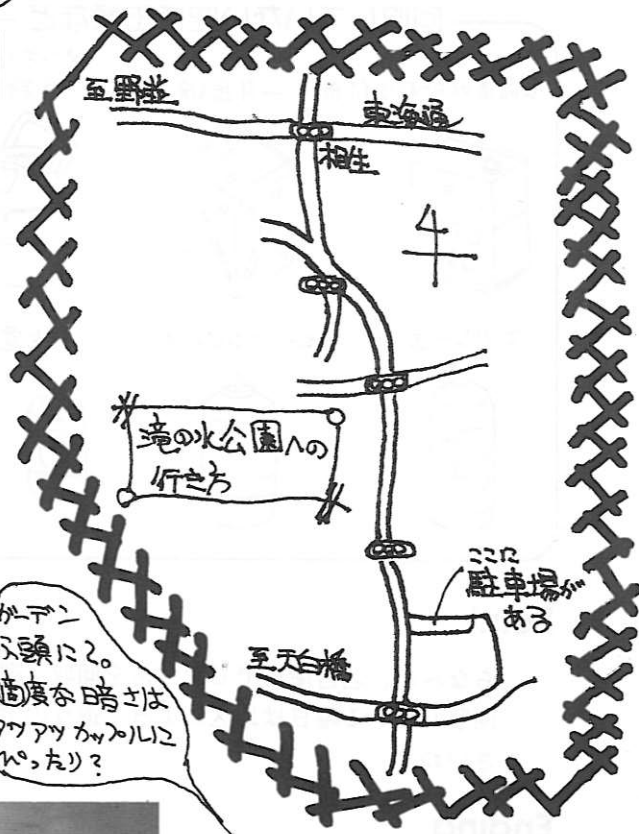 至野並
東海通
相生
滝の水公園への
行き方
ここに
駐車場が
ある
至天白橋
ガーデン
ふ頭にて。
適度な暗さは
アツアツカップルに
ぴったり?